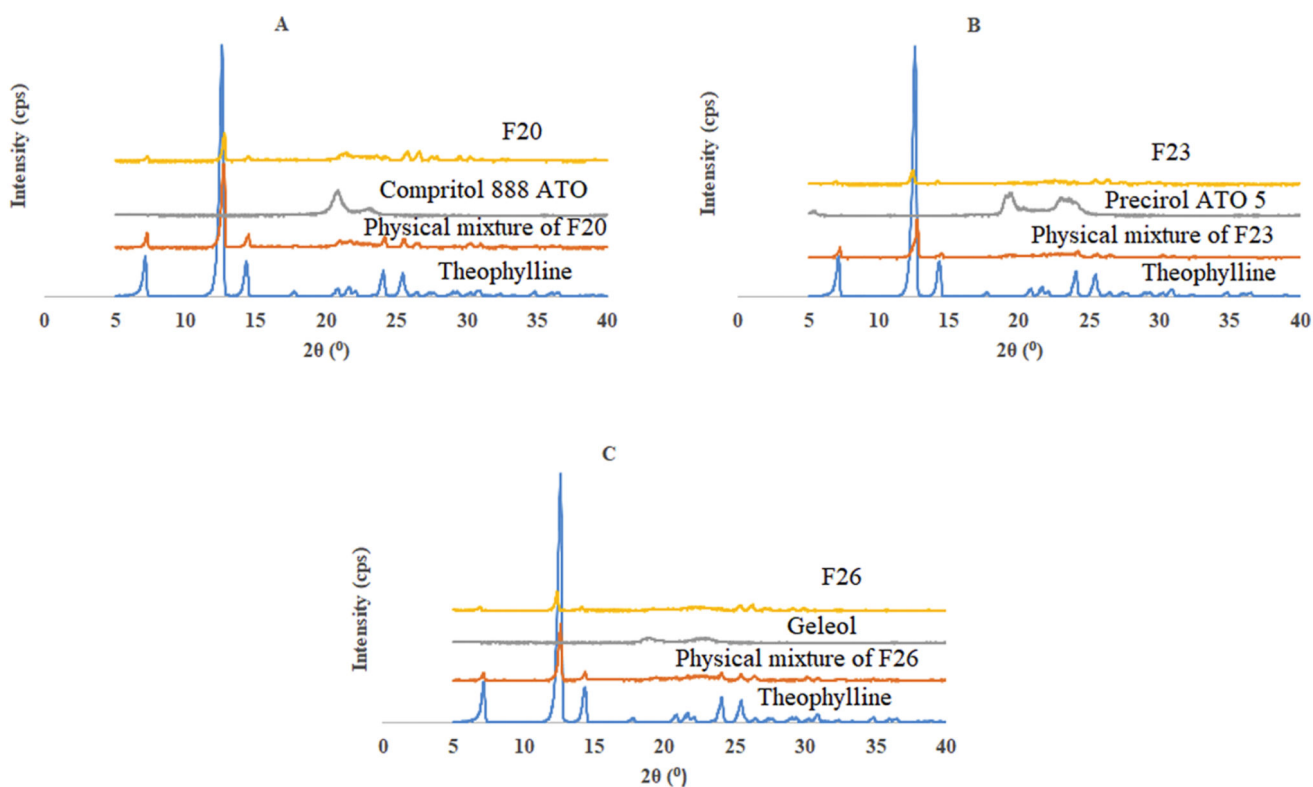 A
Intensity (cps)
F20
Compritol 888 ATO
Physical mixture of F20
Theophylline
0 5 10 15 20 25 30 35 40
2θ (⁰)
B
Intensity (cps)
F23
Precirol ATO 5
Physical mixture of F23
Theophylline
0 5 10 15 20 25 30 35 40
2θ (⁰)
C
Intensity (cps)
F26
Geleol
Physical mixture of F26
Theophylline
0 5 10 15 20 25 30 35 40
2θ (⁰)